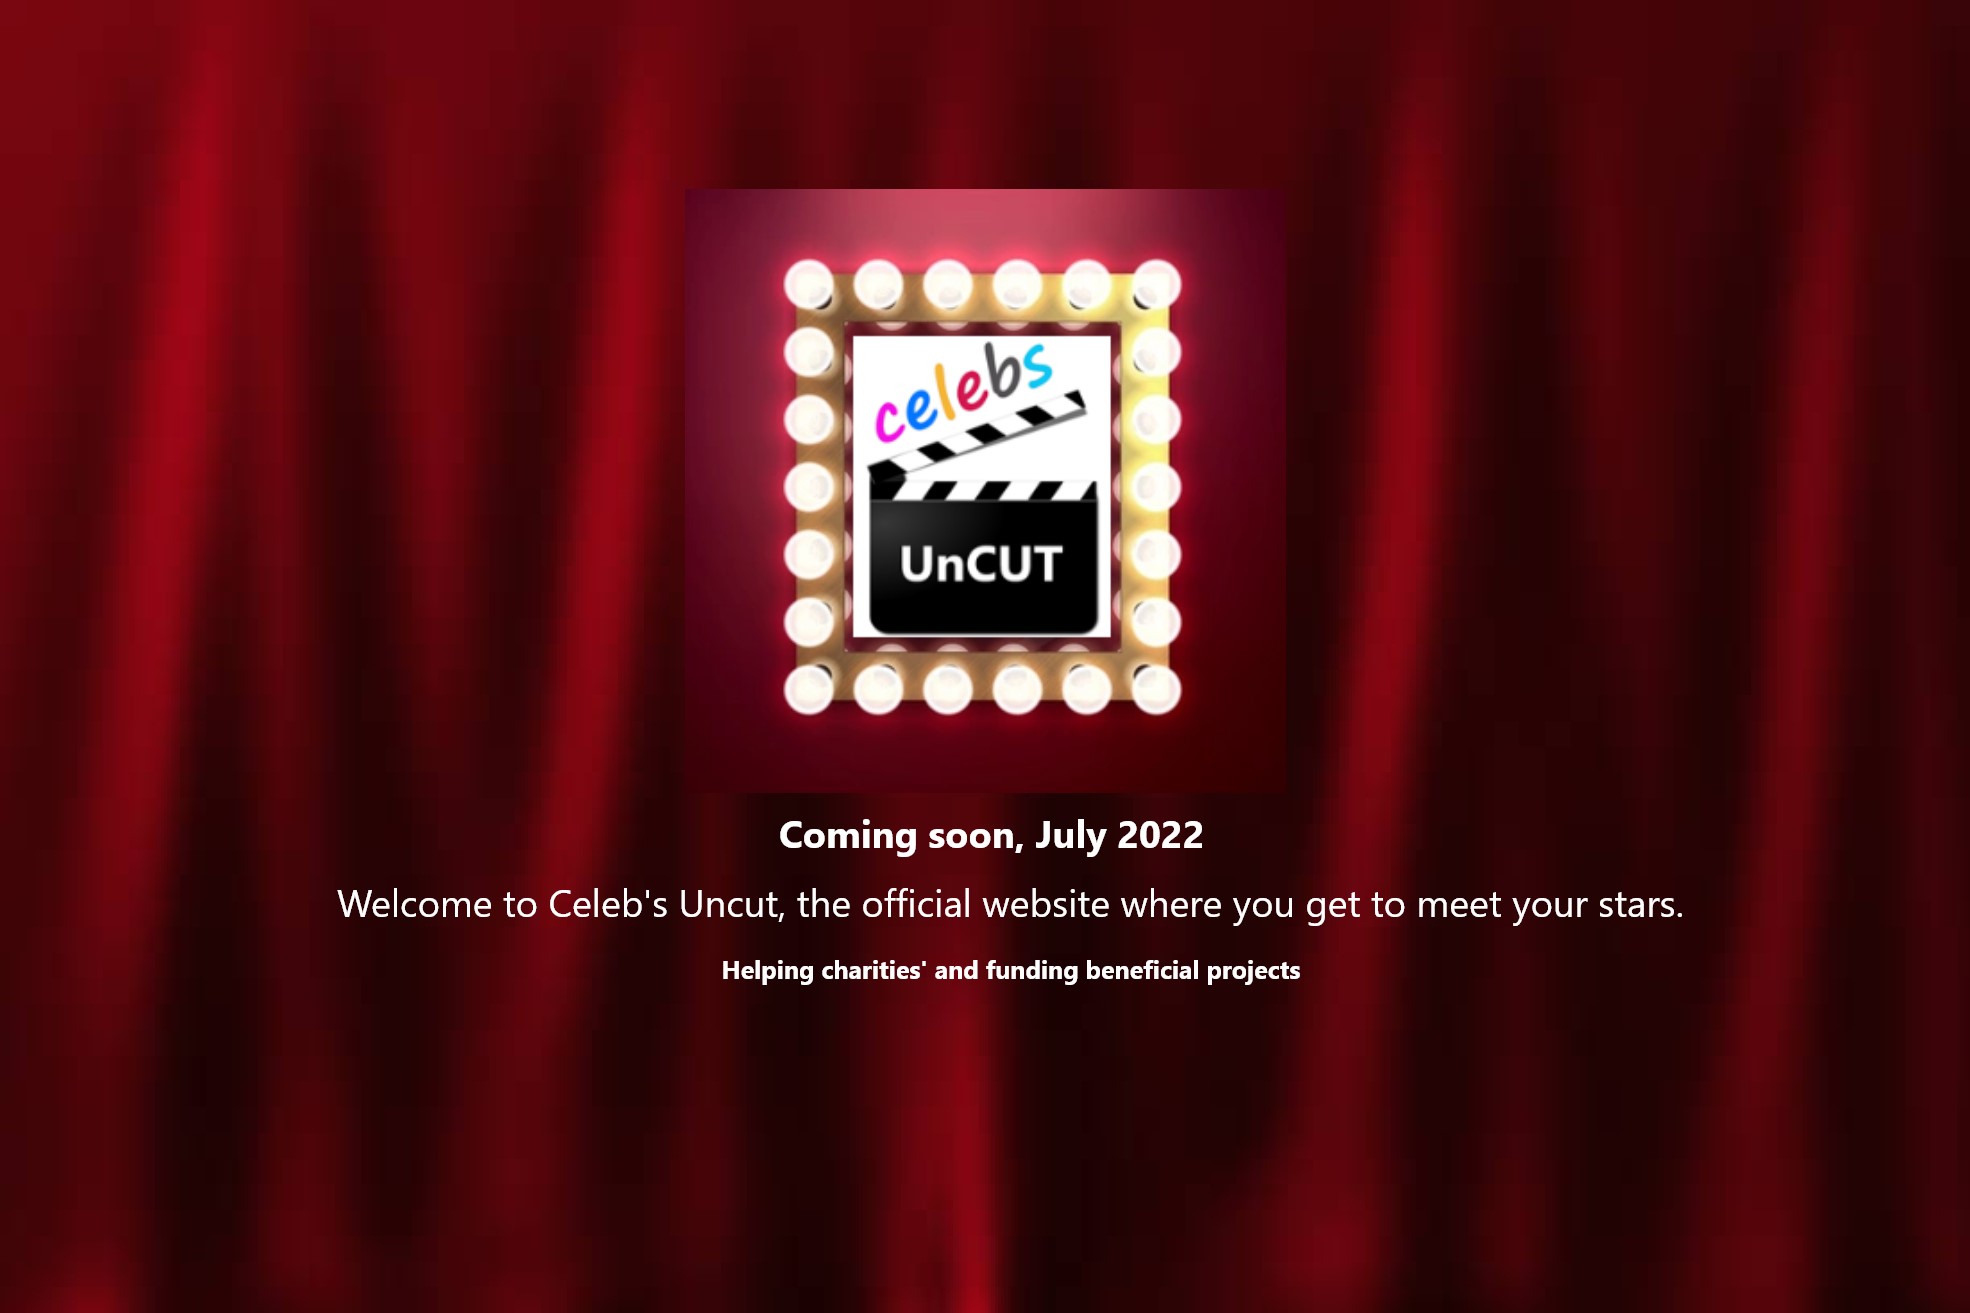 celebs
UnCUT
Coming soon, July 2022
Welcome to Celeb's Uncut, the official website where you get to meet your stars.
Helping charities' and funding beneficial projects